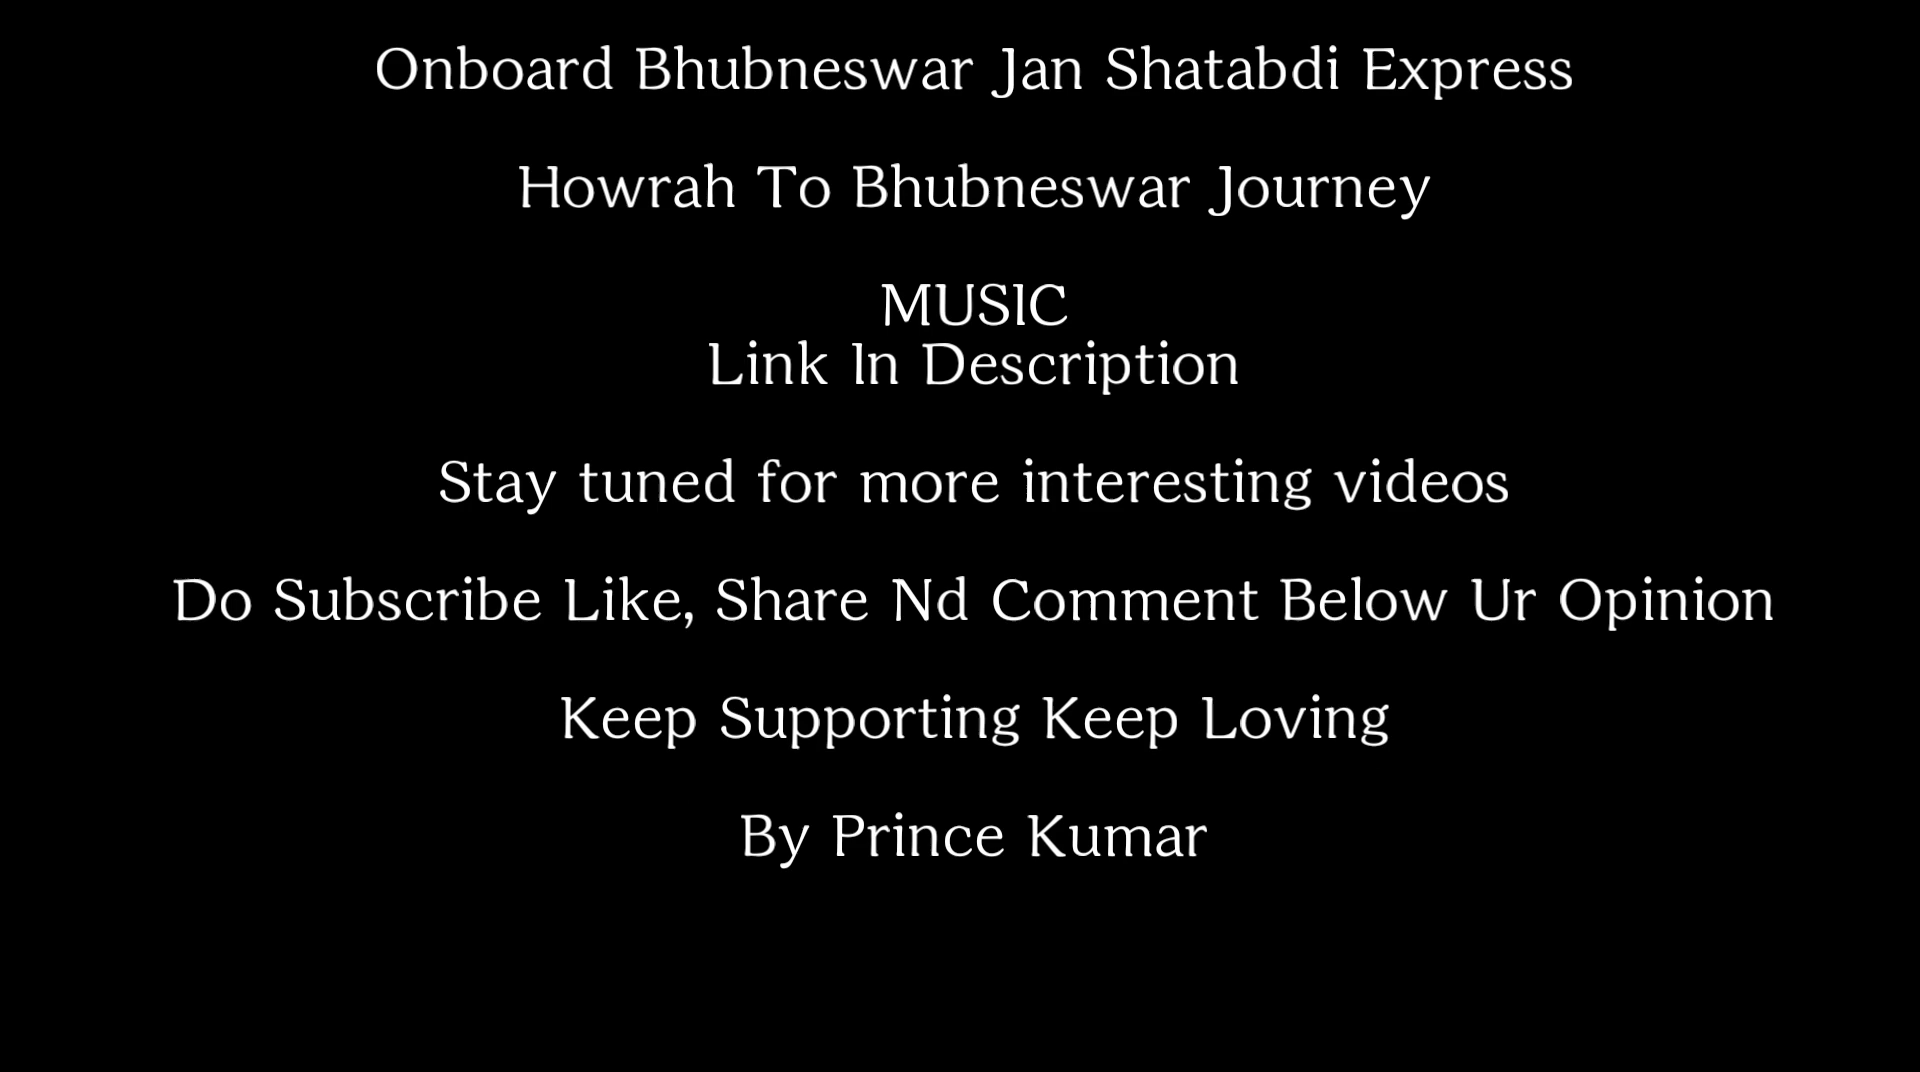 Onboard Bhubneswar Jan Shatabdi Express
Howrah To Bhubneswar Journey
MUSIC
Link In Description
Stay tuned for more interesting videos
Do Subscribe Like, Share Nd Comment Below Ur Opinion
Keep Supporting Keep Loving
By Prince Kumar